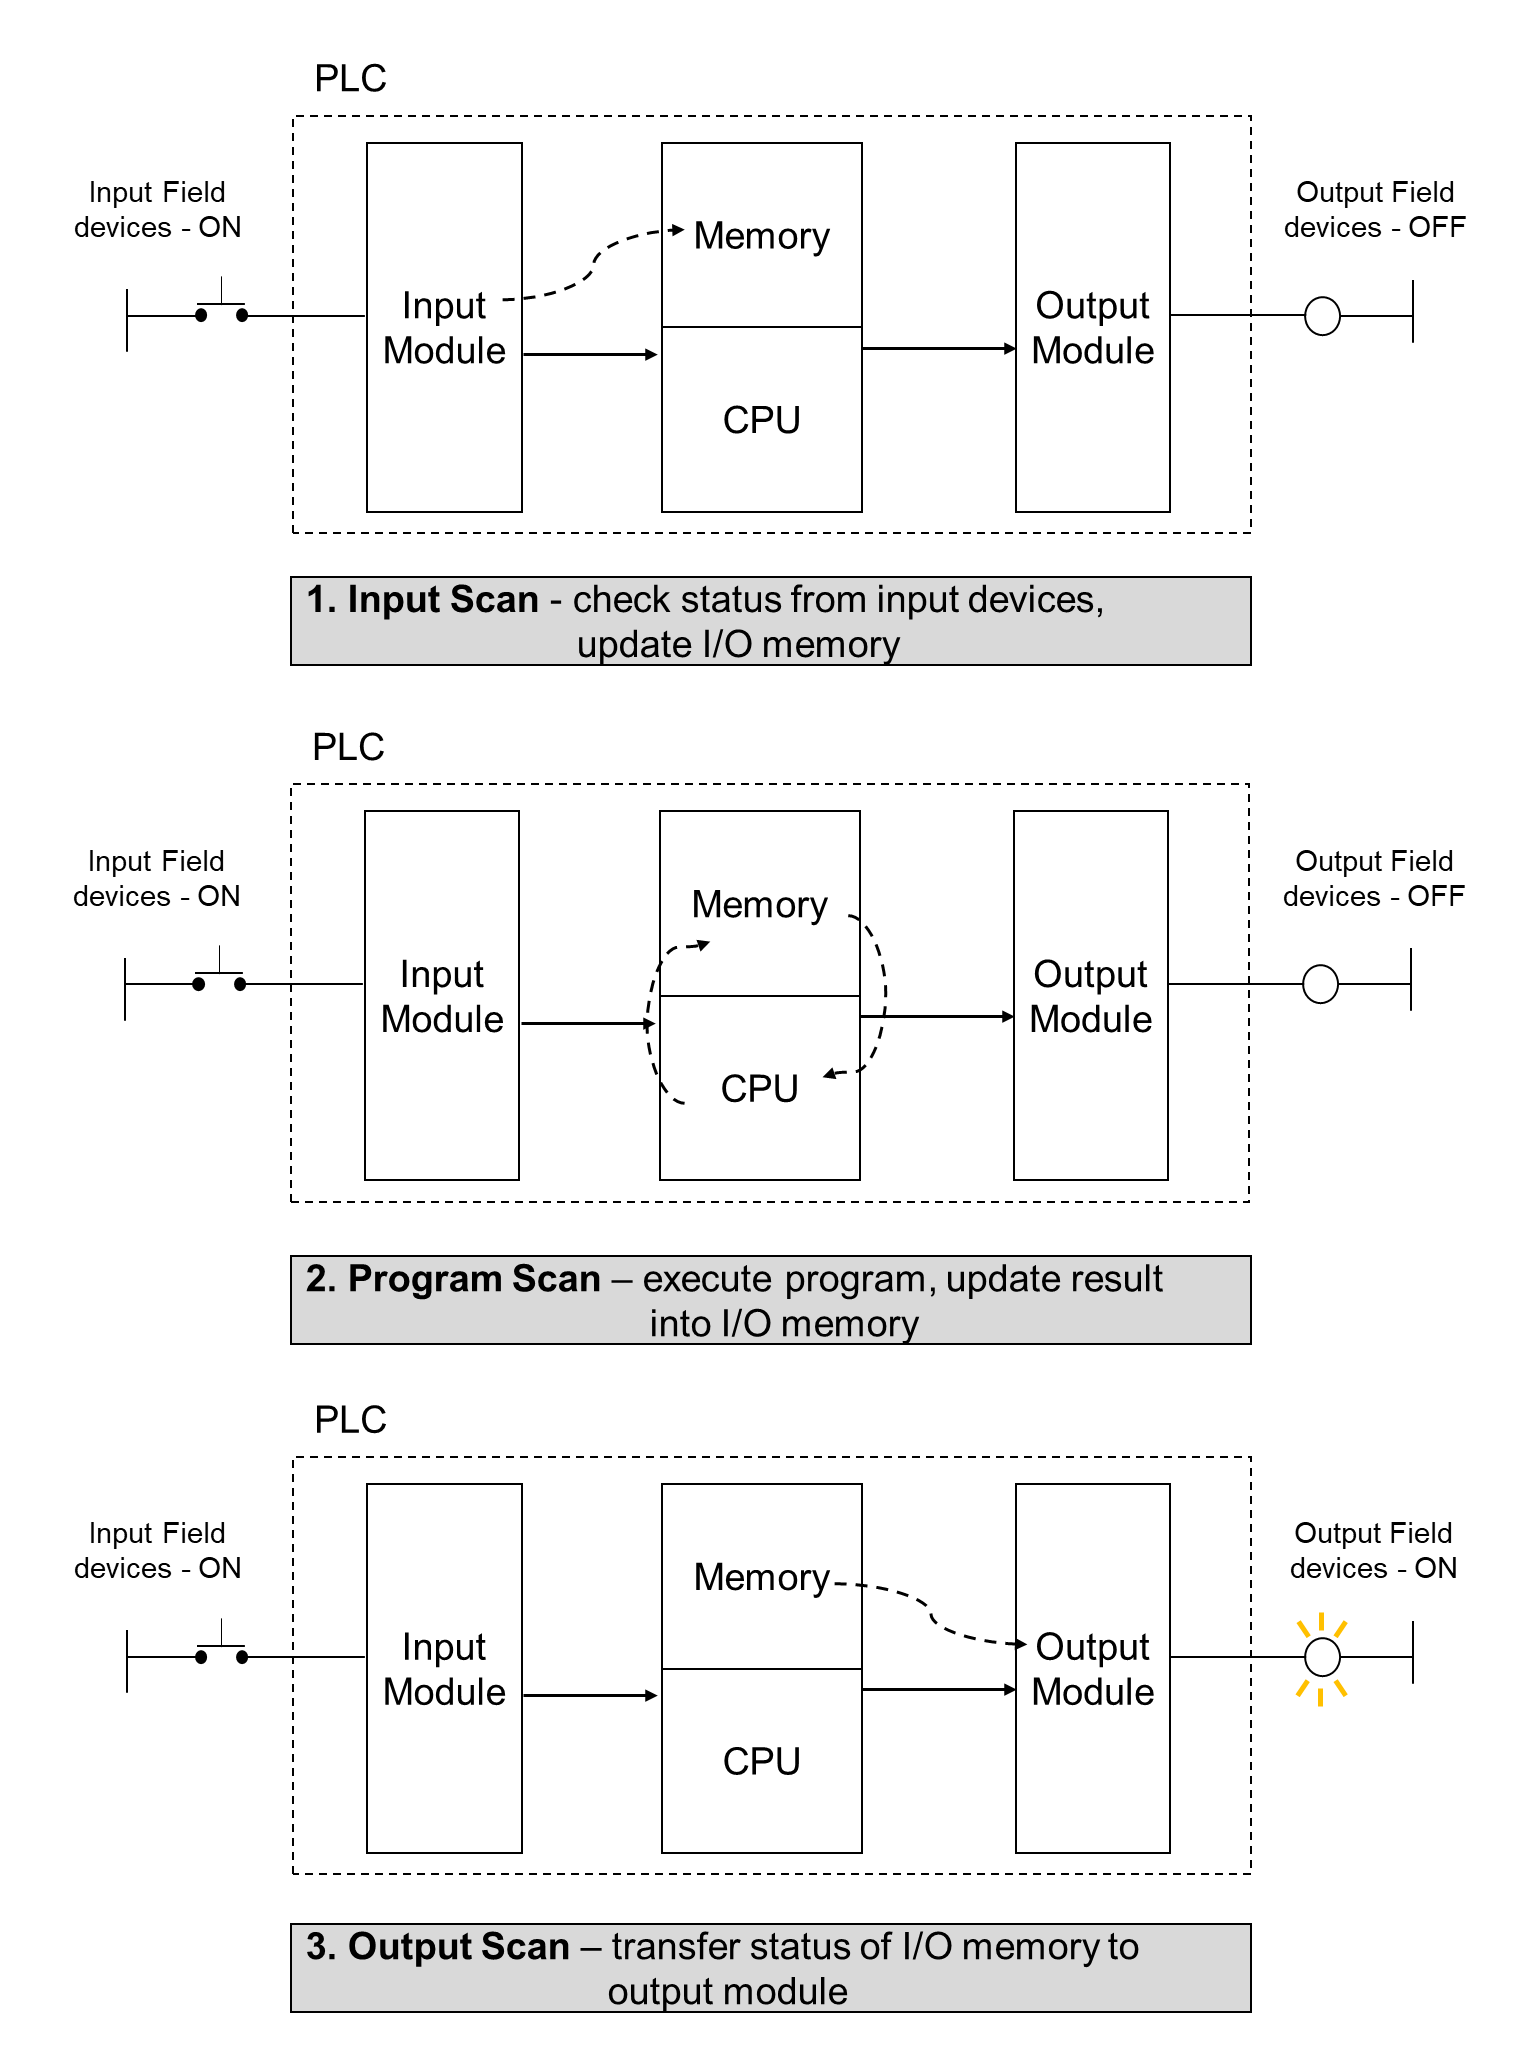 PLC
Input Field
devices - ON
Output Field
devices - OFF
Memory
Input
Module
Output
Module
CPU
1. Input Scan - check status from input devices,
update I/O memory
PLC
Input Field
devices - ON
Output Field
devices - OFF
Memory
Input
Module
Output
Module
CPU
2. Program Scan – execute program, update result
into I/O memory
PLC
Input Field
devices - ON
Output Field
devices - ON
Memory
Input
Module
Output
Module
CPU
3. Output Scan – transfer status of I/O memory to
output module